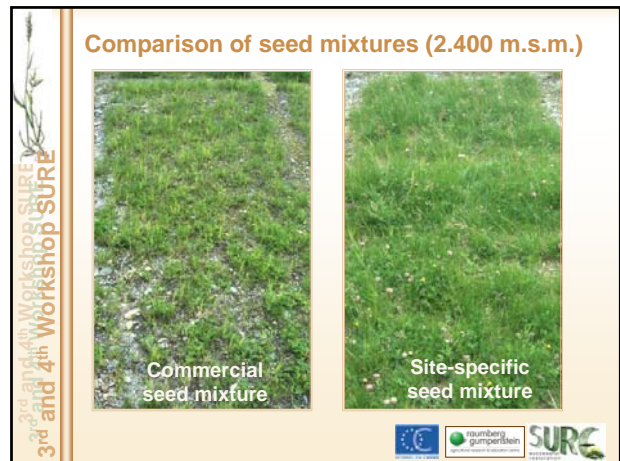 Comparison of seed mixtures (2.400 m.s.m.)
3rd and 4th Workshop SURE
Commercial
seed mixture
Site-specific
seed mixture
raumberg
gumpenstein
SURE